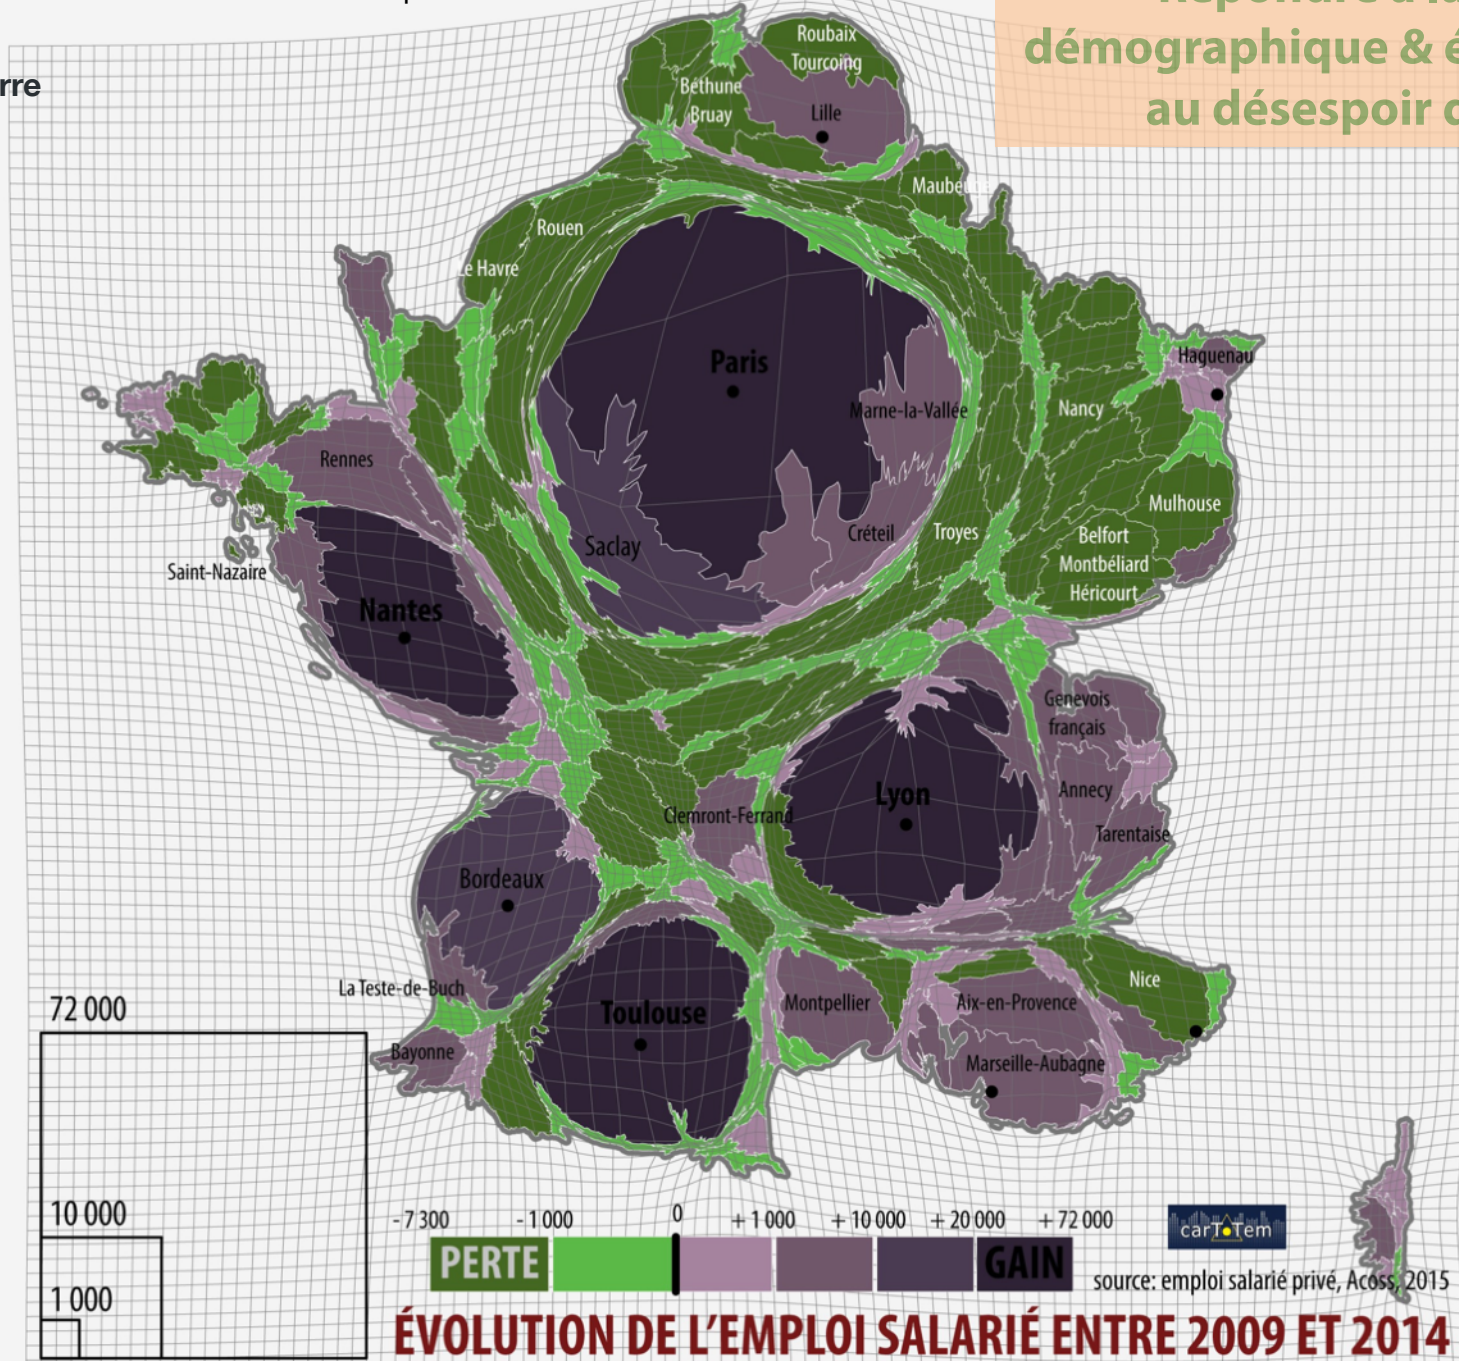 rre
démographique & é
au désespoir
Roubaix
Tourcoing
Béthune
Bruay
Lille
Maubeuge
Rouen
Le Havre
Paris
Haguenau
Marne-la-Vallée
Nancy
Rennes
Mulhouse
Créteil
Troyes
Belfort
Montbéliard
Héricourt
Saclay
Saint-Nazaire
Nantes
Genevois
français
Annecy
Lyon
Clemront-Ferrand
Tarentaise
Bordeaux
La Teste-de-Buch
Nice
Toulouse
Montpellier
Aix-en-Provence
Bayonne
Marseille-Aubagne
72 000
10 000
1 000
- 7 300 - 1 000 0 + 1 000 + 10 000 + 20 000 + 72 000
PERTE GAIN
carToTem
source: emploi salarié privé, Acoss, 2015
ÉVOLUTION DE L'EMPLOI SALARIÉ ENTRE 2009 ET 2014